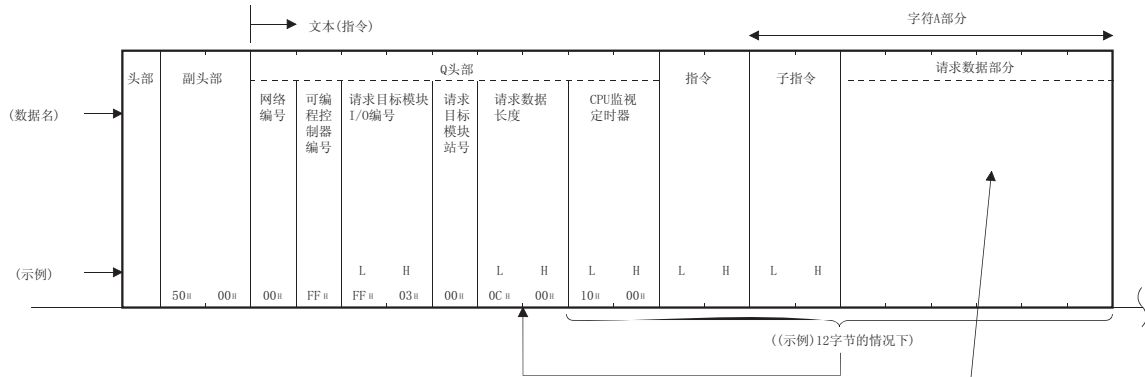 字符A部分
文本(指令)
Q头部
头部
副头部
指令
子指令
请求数据部分
网络
编号
可编
程控
制器
编号
请求目标模块
I/O编号
请求
目标
模块
站号
请求数据
长度
CPU监视
定时器
(数据名)
(示例)
L H L H L H L H L H
50H 00H 00H FFH FFH 03H 00H 0CH 00H 10H 00H
((示例)12字节的情况下)